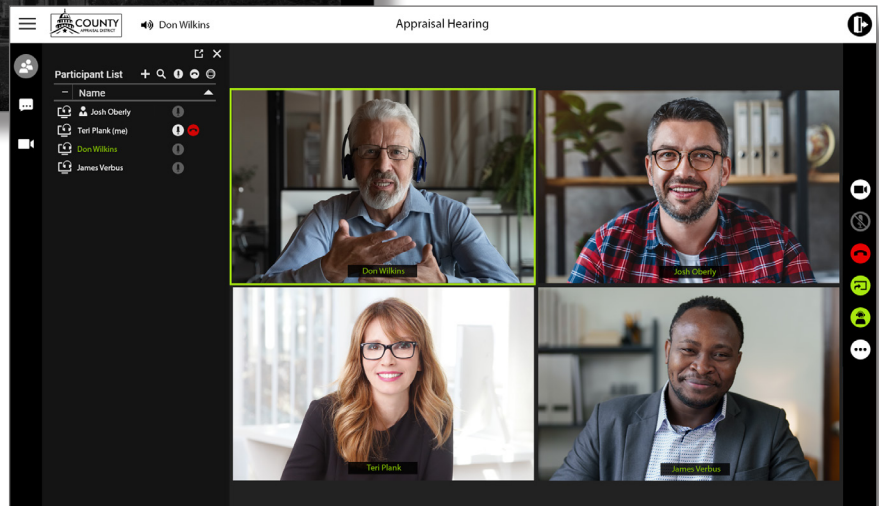 COUNTY
APPRAISAL DISTRICT
Don Wilkins
Appraisal Hearing
Participant List
Name
Josh Oberly
Teri Plank (me)
Don Wilkins
James Verbus
Don Wilkins
Josh Oberly
Teri Plank
James Verbus